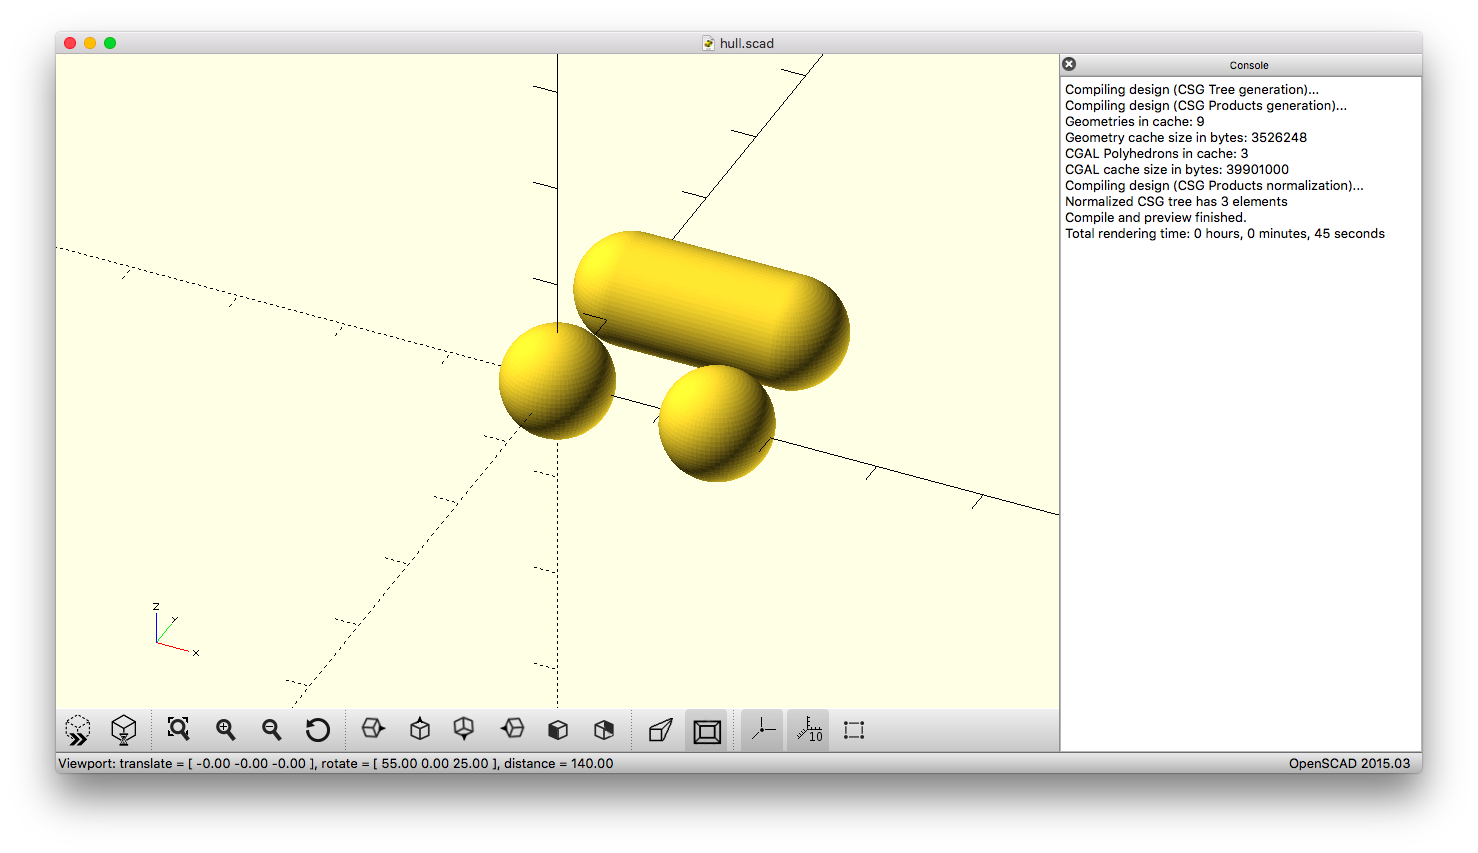 hull.scad
Console
Compiling design (CSG Tree generation)...
Compiling design (CSG Products generation)...
Geometries in cache: 9
Geometry cache size in bytes: 3526248
CGAL Polyhedrons in cache: 3
CGAL cache size in bytes: 39901000
Compiling design (CSG Products normalization)...
Normalized CSG tree has 3 elements
Compile and preview finished.
Total rendering time: 0 hours, 0 minutes, 45 seconds
z
y
x
10
Viewport: translate = [ -0.00 -0.00 -0.00 ], rotate = [ 55.00 0.00 25.00 ], distance = 140.00
OpenSCAD 2015.03